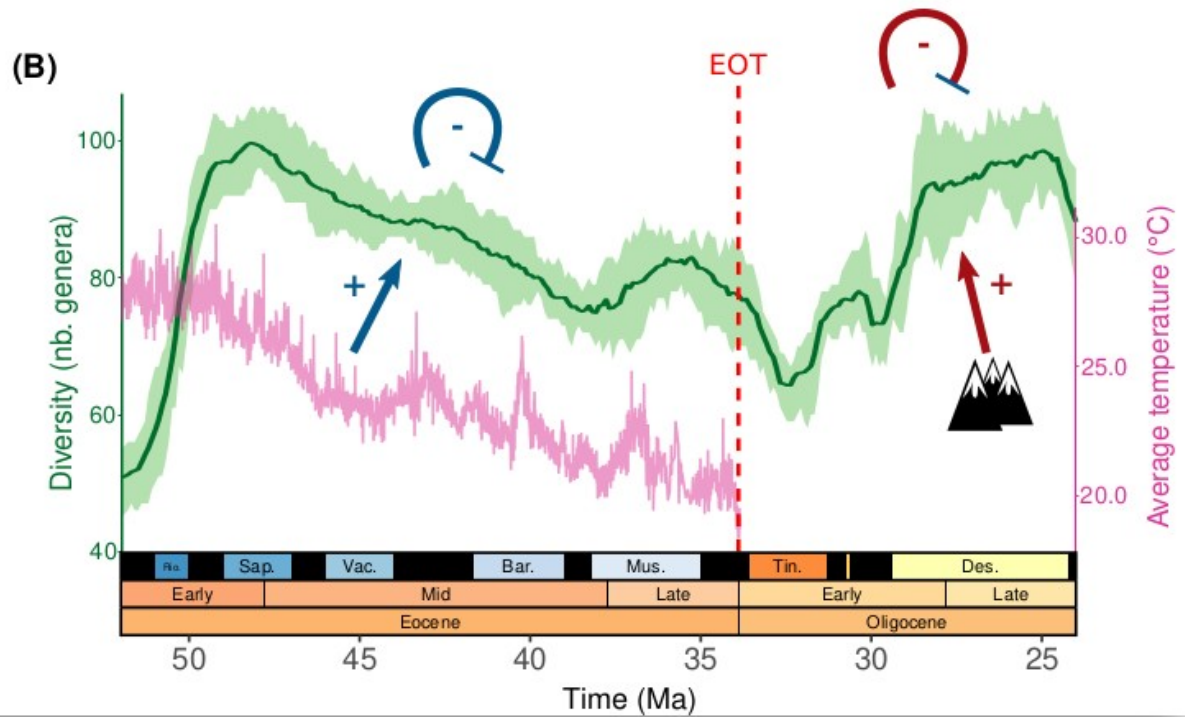 (B)
EOT
-
-
+
+
Diversity (nb. genera)
100
80
60
40
Average temperature (°C)
30.0
25.0
20.0
Rio. Sap. Vac. Bar. Mus. Tin. Des.
Early Mid Late Early Late
Eocene Oligocene
50 45 40 35 30 25
Time (Ma)